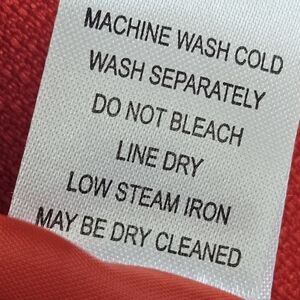 MACHINE WASH COLD
WASH SEPARATELY
DO NOT BLEACH
LINE DRY
LOW STEAM IRON
MAY BE DRY CLEANED